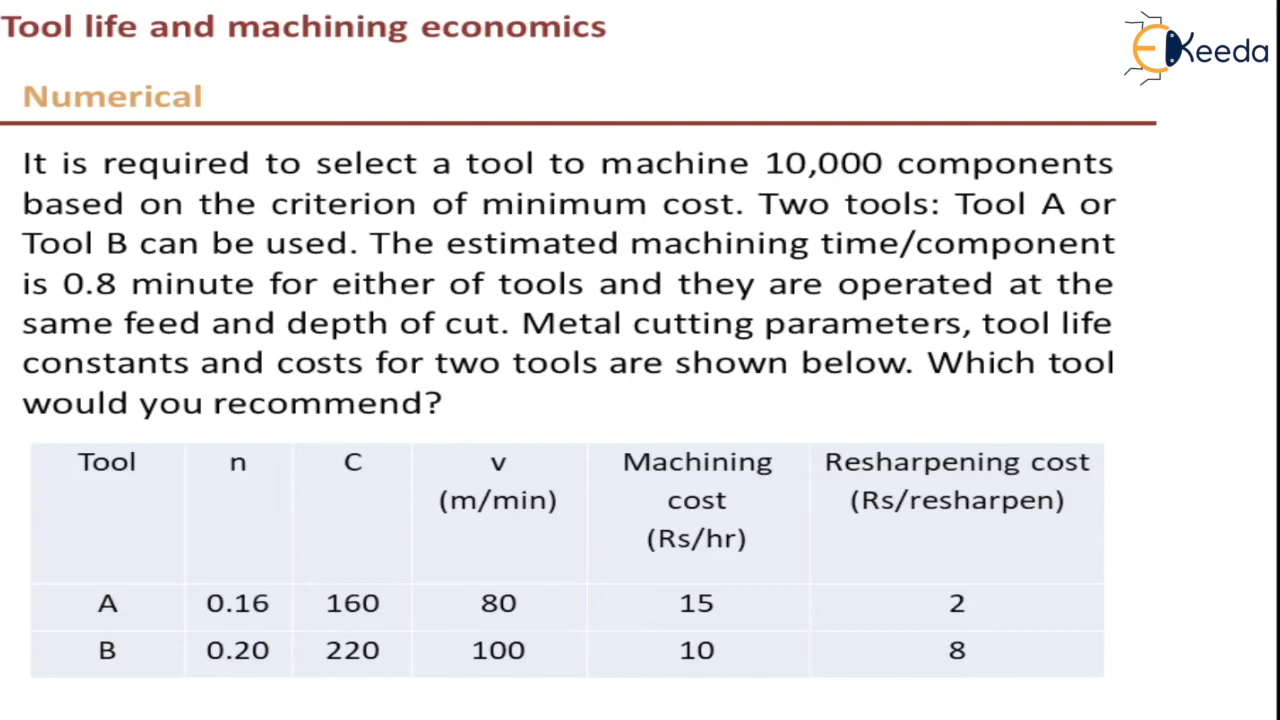 Tool life and machining economics
Keeda
Numerical
It is required to select a tool to machine 10,000 components
based on the criterion of minimum cost. Two tools: Tool A or
Tool B can be used. The estimated machining time/component
is 0.8 minute for either of tools and they are operated at the
same feed and depth of cut. Metal cutting parameters, tool life
constants and costs for two tools are shown below. Which tool
would you recommend?
Tool n C v Machining Resharpening cost
(m/min) cost (Rs/resharpen)
(Rs/hr)
A 0.16 160 80 15 2
B 0.20 220 100 10 8